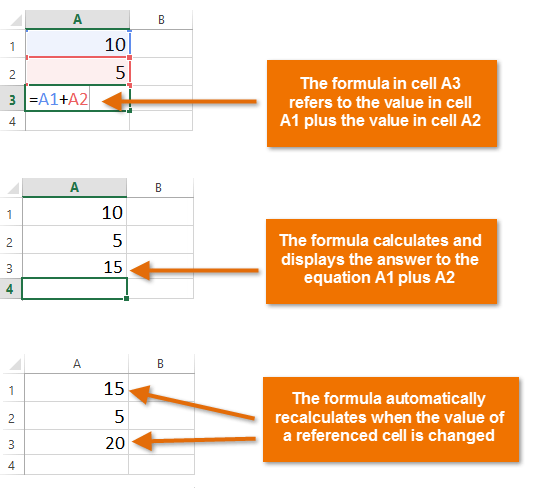 A B
1 10
2 5
3 =A1+A2
4
The formula in cell A3
refers to the value in cell
A1 plus the value in cell A2
A B
1 10
2 5
3 15
4
The formula calculates and
displays the answer to the
equation A1 plus A2
A B
1 15
2 5
3 20
4
The formula automatically
recalculates when the value of
a referenced cell is changed